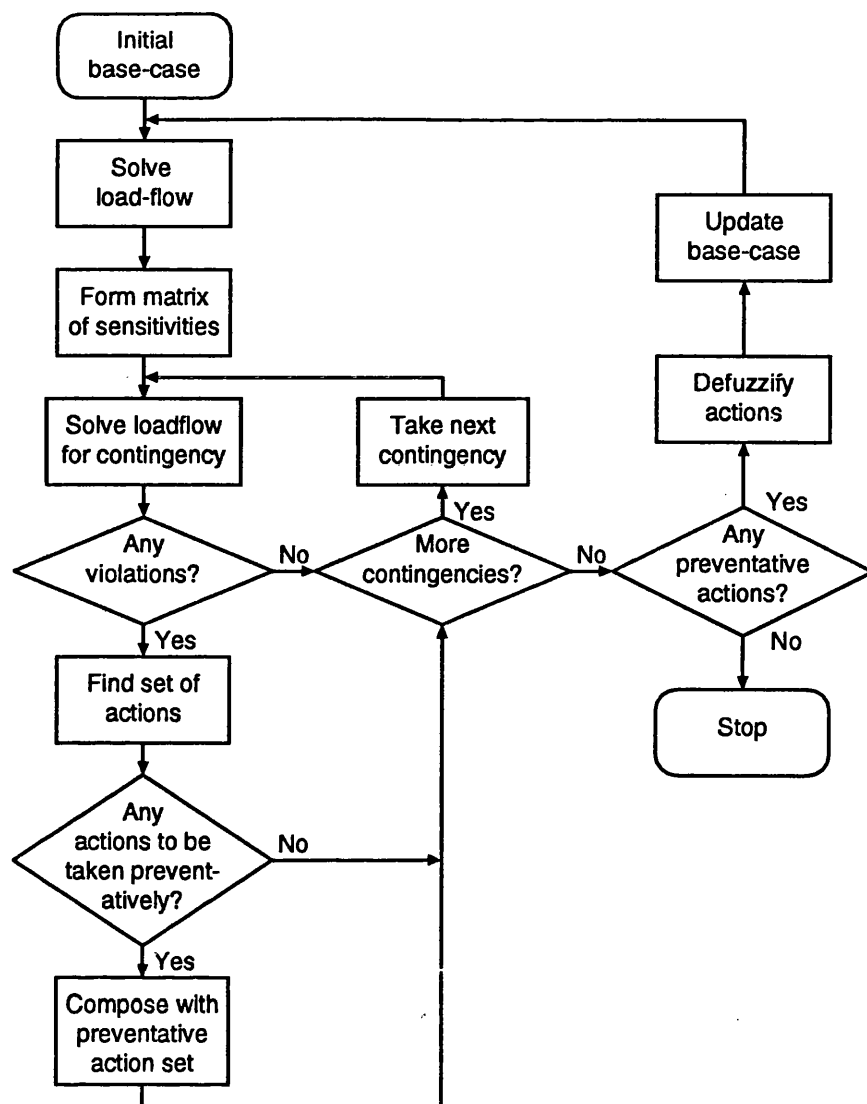 Initial
base-case
Solve
load-flow
Update
base-case
Form matrix
of sensitivities
Defuzzify
actions
Solve loadflow
for contingency
Take next
contingency
Yes
Yes
Any
violations?
No
More
contingencies?
No
Any
preventative
actions?
Yes
No
Find set of
actions
Stop
Any
actions to be
taken prevent-
atively?
No
Yes
Compose with
preventative
action set